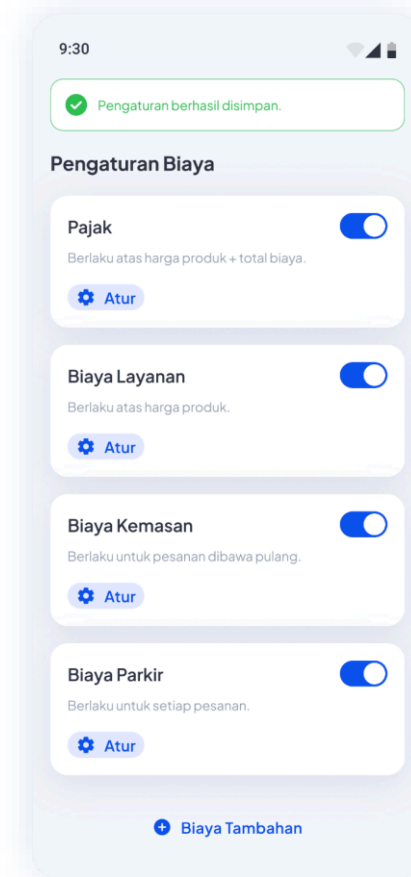 9:30
Pengaturan berhasil disimpan.
Pengaturan Biaya
Pajak
Berlaku atas harga produk + total biaya.
Atur
Biaya Layanan
Berlaku atas harga produk.
Atur
Biaya Kemasan
Berlaku untuk pesanan dibawa pulang.
Atur
Biaya Parkir
Berlaku untuk setiap pesanan.
Atur
Biaya Tambahan